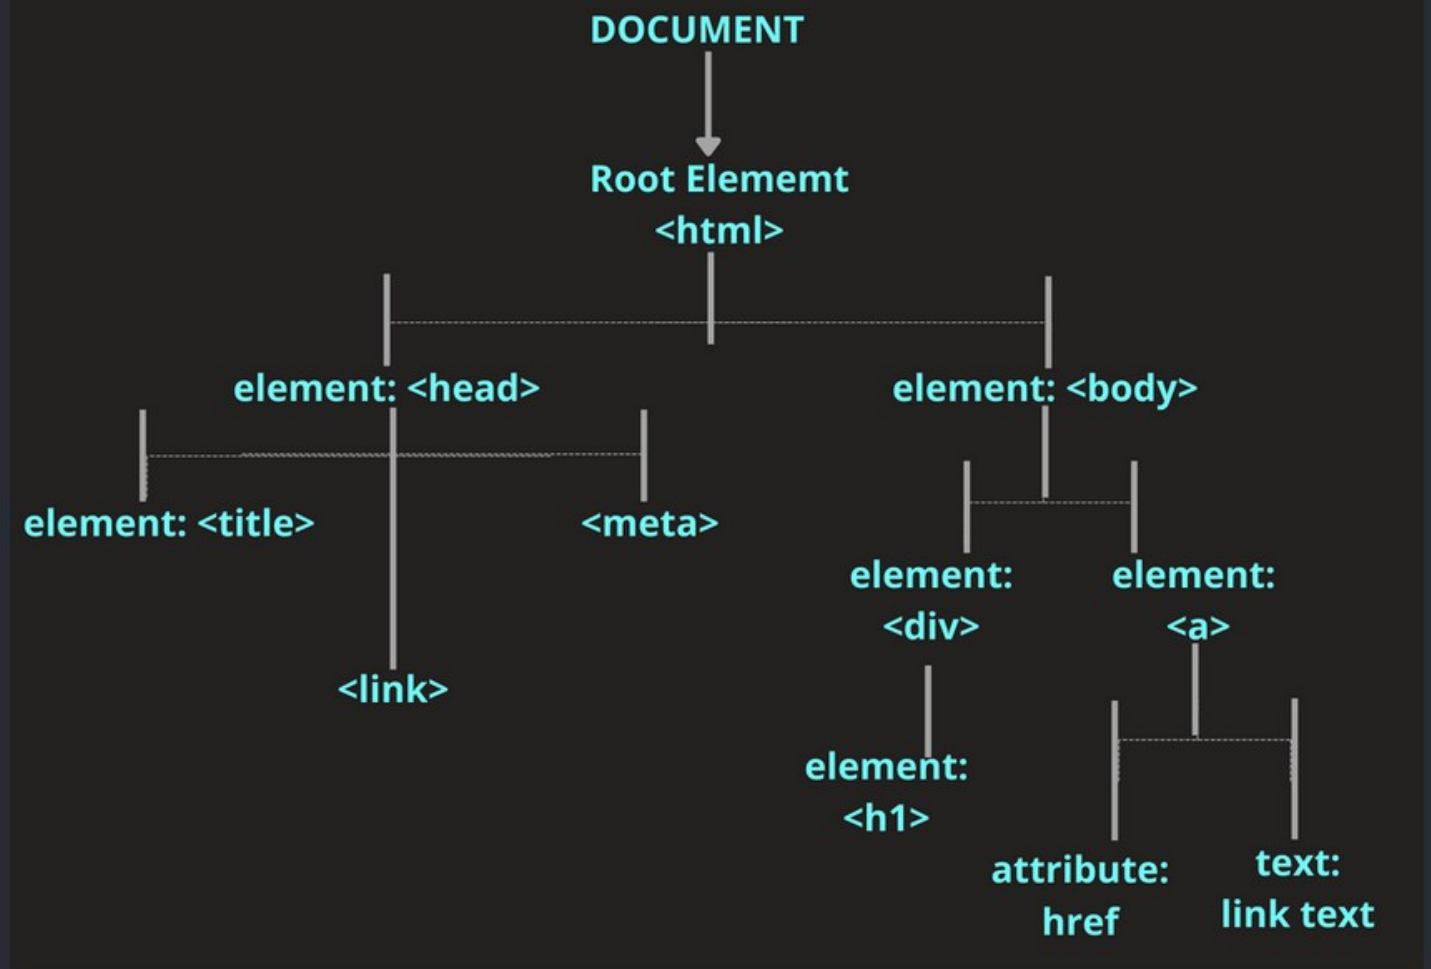 DOCUMENT
Root Elememt
<html>
element: <head>
element: <body>
element: <title>
<meta>
<link>
element:
<div>
element:
<a>
element:
<h1>
attribute:
href
text:
link text